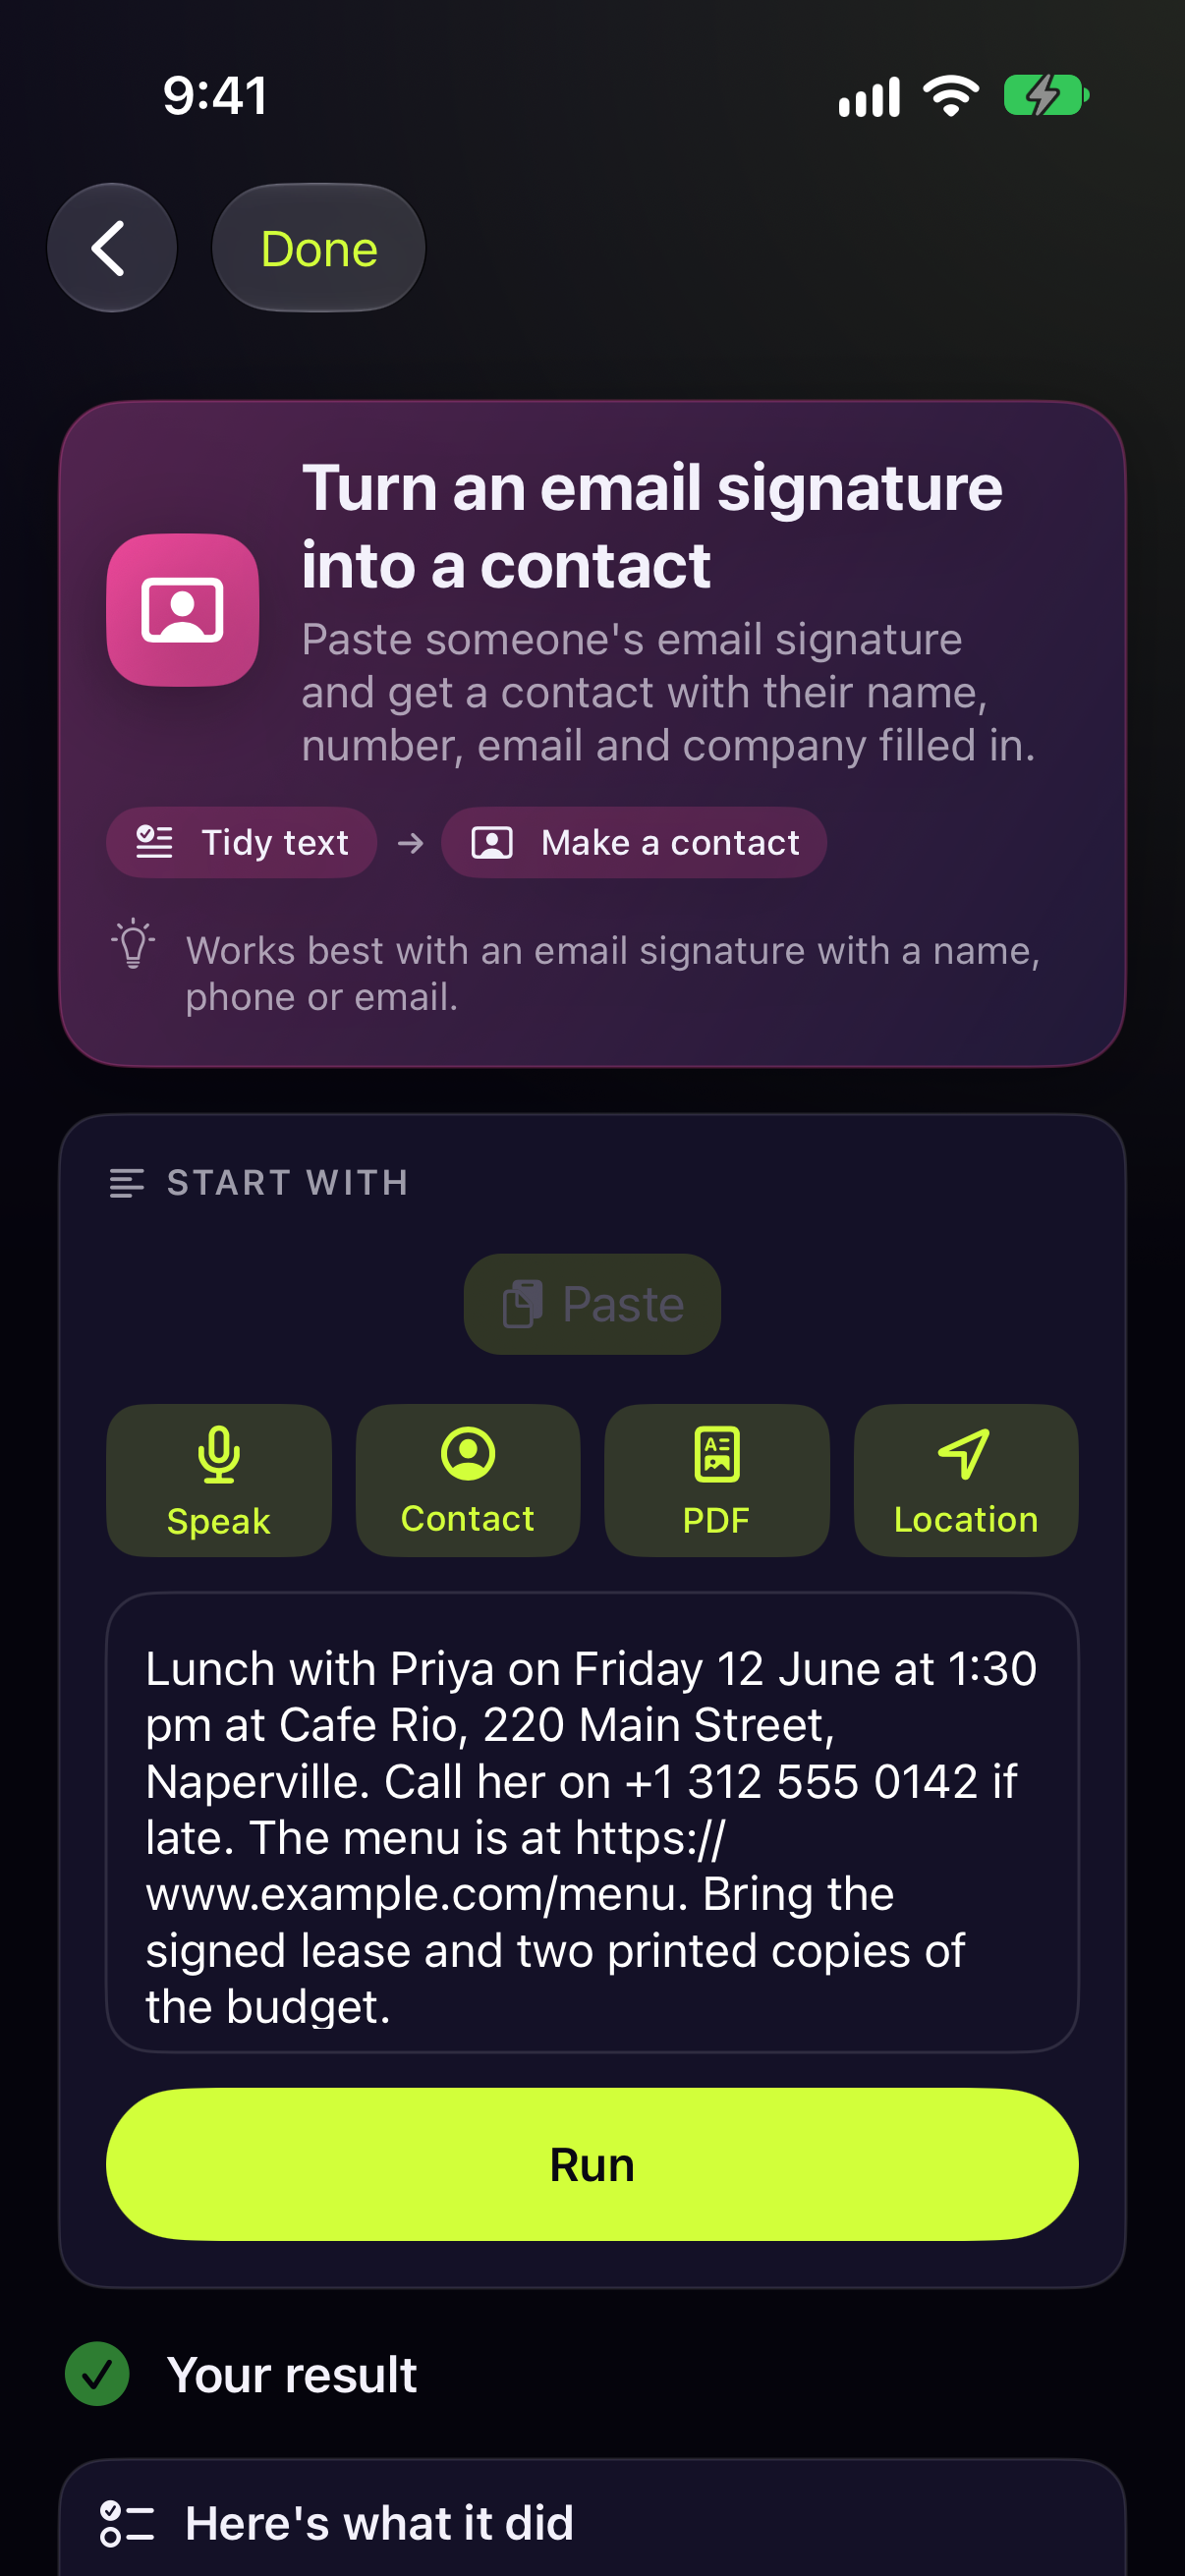 9:41
Done
Turn an email signature
into a contact
Paste someone's email signature
and get a contact with their name,
number, email and company filled in.
Tidy text → Make a contact
Works best with an email signature with a name,
phone or email.
START WITH
Paste
Speak Contact PDF Location
Lunch with Priya on Friday 12 June at 1:30
pm at Cafe Rio, 220 Main Street,
Naperville. Call her on +1 312 555 0142 if
late. The menu is at https://
www.example.com/menu. Bring the
signed lease and two printed copies of
the budget.
Run
Your result
Here's what it did